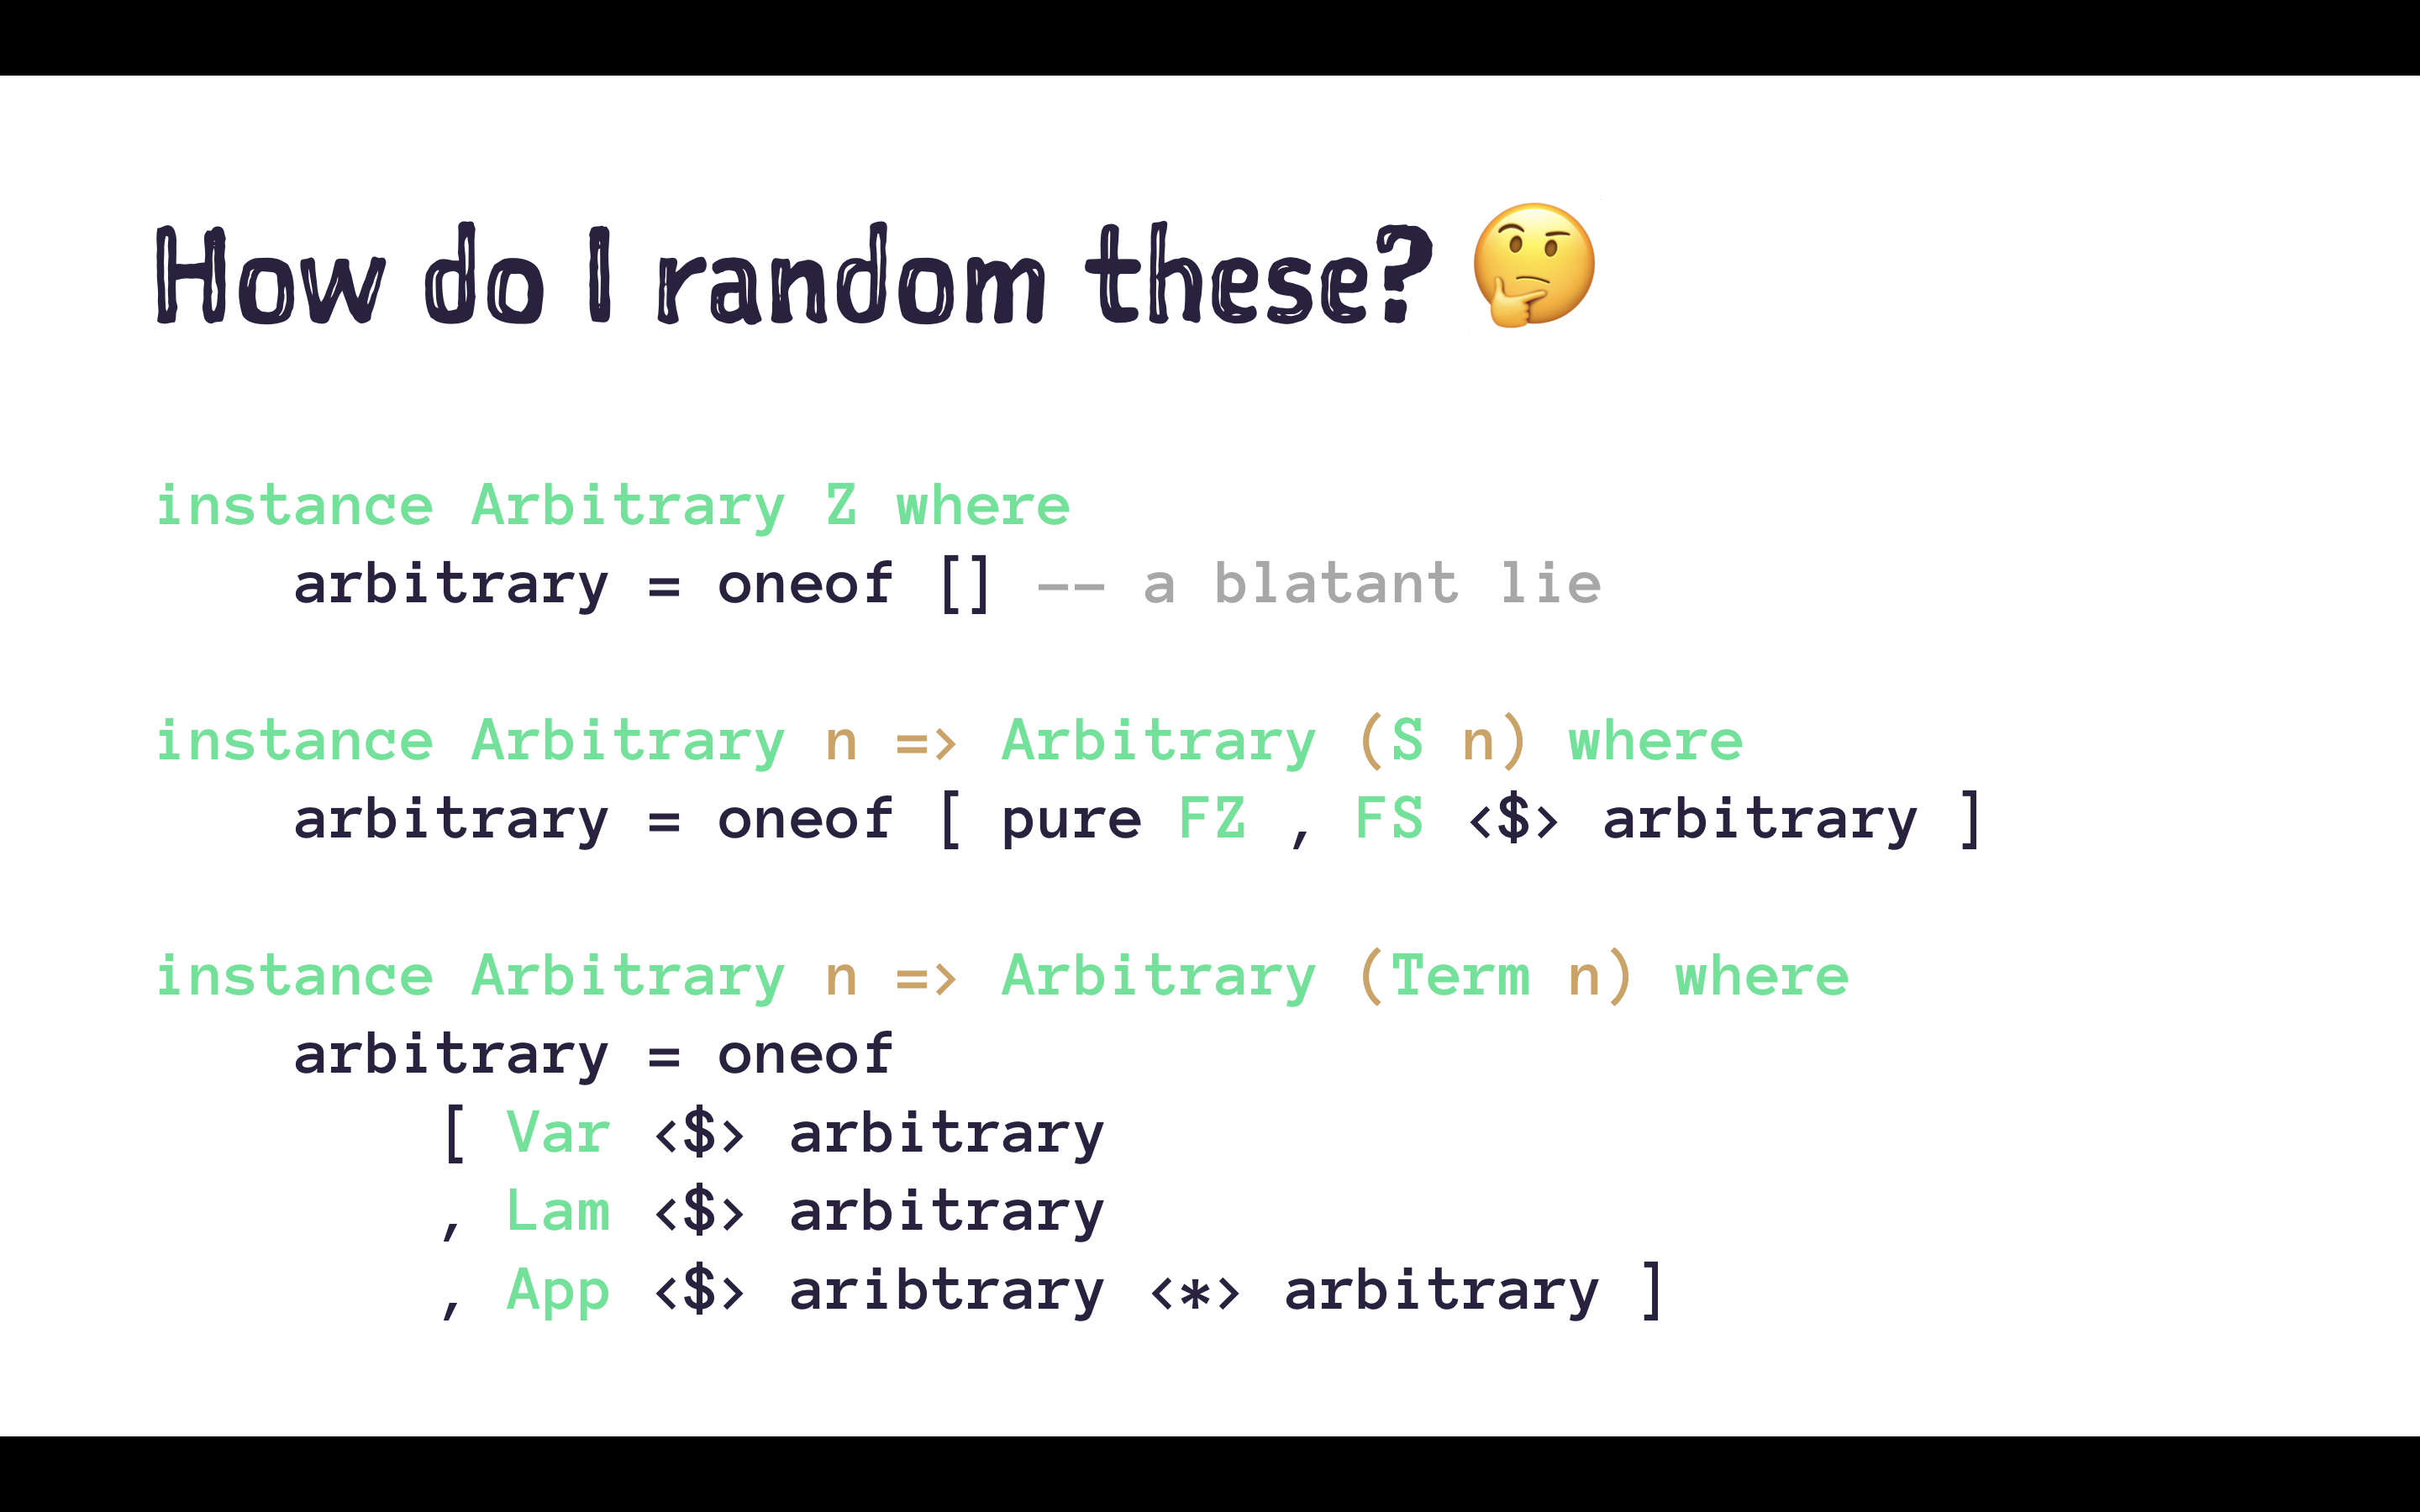 How do I random these? 🤔
instance Arbitrary Z where
    arbitrary = oneof [] -- a blatant lie
instance Arbitrary n => Arbitrary (S n) where
    arbitrary = oneof [ pure FZ , FS <$> arbitrary ]
instance Arbitrary n => Arbitrary (Term n) where
    arbitrary = oneof
        [ Var <$> arbitrary
        , Lam <$> arbitrary
        , App <$> aribtrary <*> arbitrary ]